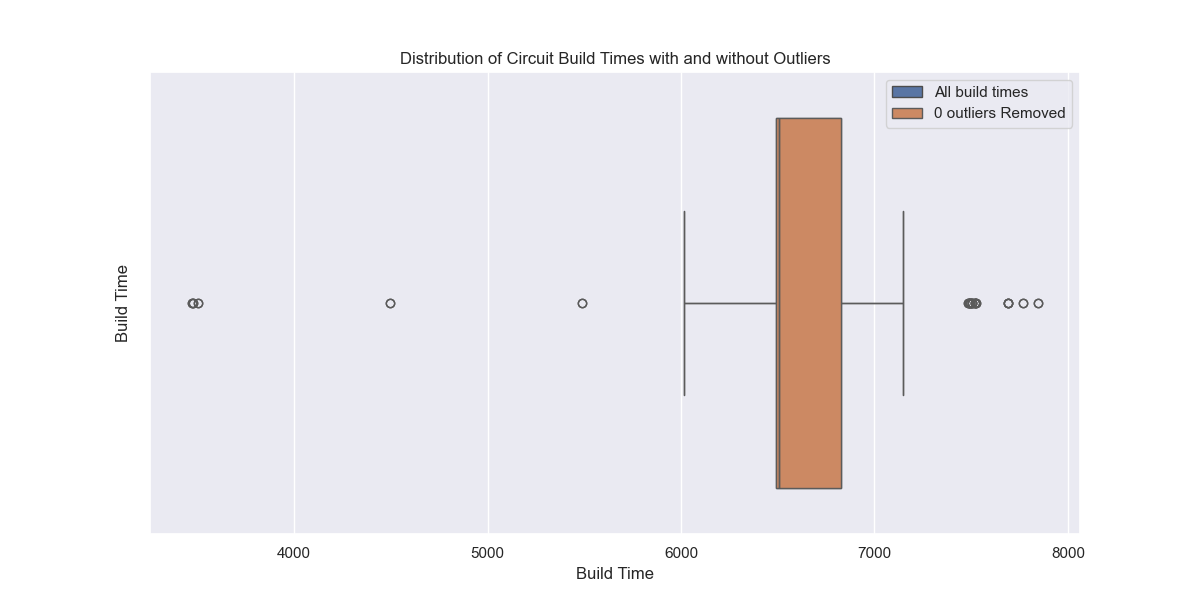 Distribution of Circuit Build Times with and without Outliers
All build times
0 outliers Removed
Build Time
4000 5000 6000 7000 8000
Build Time